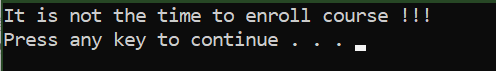 It is not the time to enroll course !!!
Press any key to continue . . .